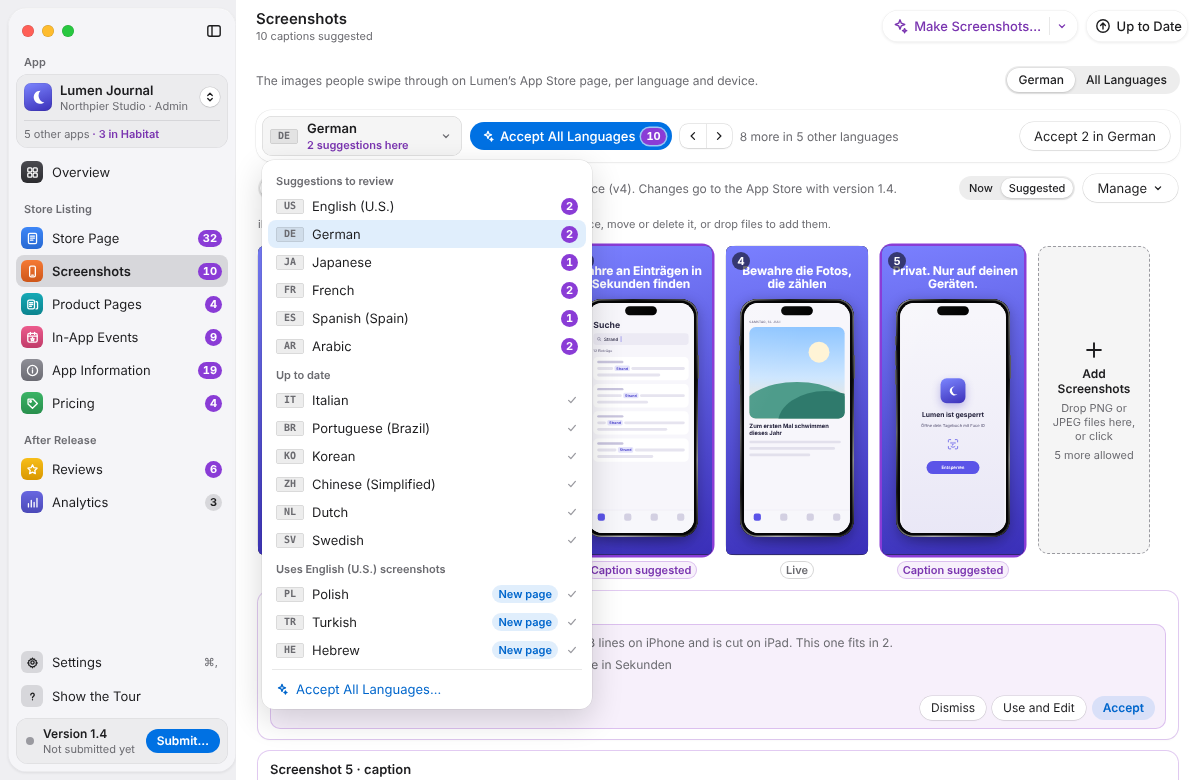 App
Lumen Journal
Northpier Studio · Admin
5 other apps · 3 in Habitat
Overview
Store Listing
Store Page 32
Screenshots 10
Product Pages 4
In-App Events 9
App Information 19
Pricing 4
After Release
Reviews 6
Analytics 3
Settings ⌘,
? Show the Tour
Version 1.4
Not submitted yet
Submit...
Screenshots
10 captions suggested
Make Screenshots...
Up to Date
The images people swipe through on Lumen's App Store page, per language and device.
German All Languages
DE German
2 suggestions here
Accept All Languages 10
8 more in 5 other languages
Accept 2 in German
ce (v4). Changes go to the App Store with version 1.4.
Now Suggested
Manage
ce, move or delete it, or drop files to add them.
Suggestions to review
US English (U.S.) 2
DE German 2
JA Japanese 1
FR French 2
ES Spanish (Spain) 1
AR Arabic 2
Up to date
IT Italian
BR Portuguese (Brazil)
KO Korean
ZH Chinese (Simplified)
NL Dutch
SV Swedish
Uses English (U.S.) screenshots
PL Polish New page
TR Turkish New page
HE Hebrew New page
Accept All Languages...
hre an Einträgen in
Sekunden finden
Suche
Strand
Strand
Strand
Strand
Strand
Caption suggested
4
Bewahre die Fotos,
die zählen
Zum ersten Mal schwimmen
dieses Jahr
Live
5
Privat. Nur auf deinen
Geräten.
Lumen ist gesperrt
Öffne dein Tagebuch mit Face ID
Entsperren
Caption suggested
Add
Screenshots
Drop PNG or
JPEG files here,
or click
5 more allowed
3 lines on iPhone and is cut on iPad. This one fits in 2.
e in Sekunden
Dismiss
Use and Edit
Accept
Screenshot 5 · caption